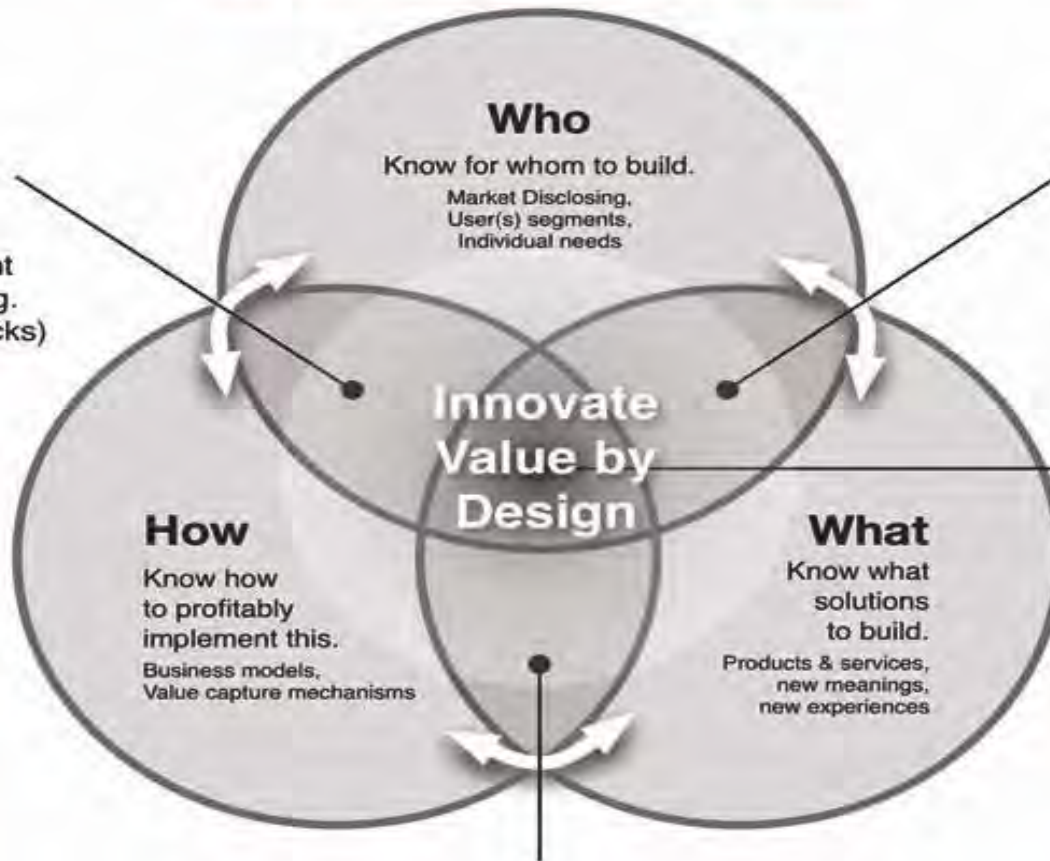 Who
Know for whom to build.
Market Disclosing,
User(s) segments,
Individual needs
Innovate
Value by
Design
How
Know how
to profitably
implement this.
Business models,
Value capture mechanisms
What
Know what
solutions
to build.
Products & services,
new meanings,
new experiences